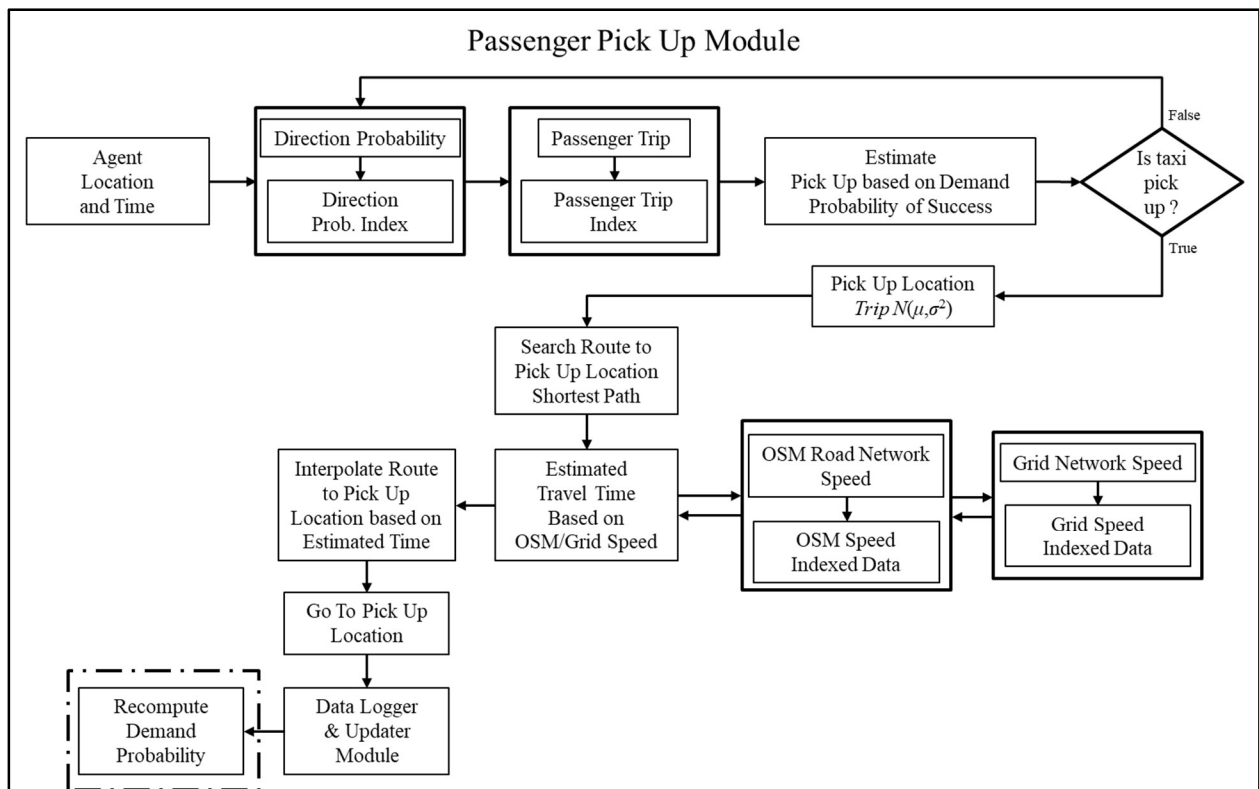 Passenger Pick Up Module
False
Direction Probability
Direction
Prob. Index
Passenger Trip
Passenger Trip
Index
Agent
Location
and Time
Estimate
Pick Up based on Demand
Probability of Success
Is taxi
pick
up ?
True
Pick Up Location
Trip N(μ,σ²)
Search Route to
Pick Up Location
Shortest Path
Interpolate Route
to Pick Up
Location based on
Estimated Time
Estimated
Travel Time
Based on
OSM/Grid Speed
OSM Road Network
Speed
OSM Speed
Indexed Data
Grid Network Speed
Grid Speed
Indexed Data
Go To Pick Up
Location
Recompute
Demand
Probability
Data Logger
& Updater
Module